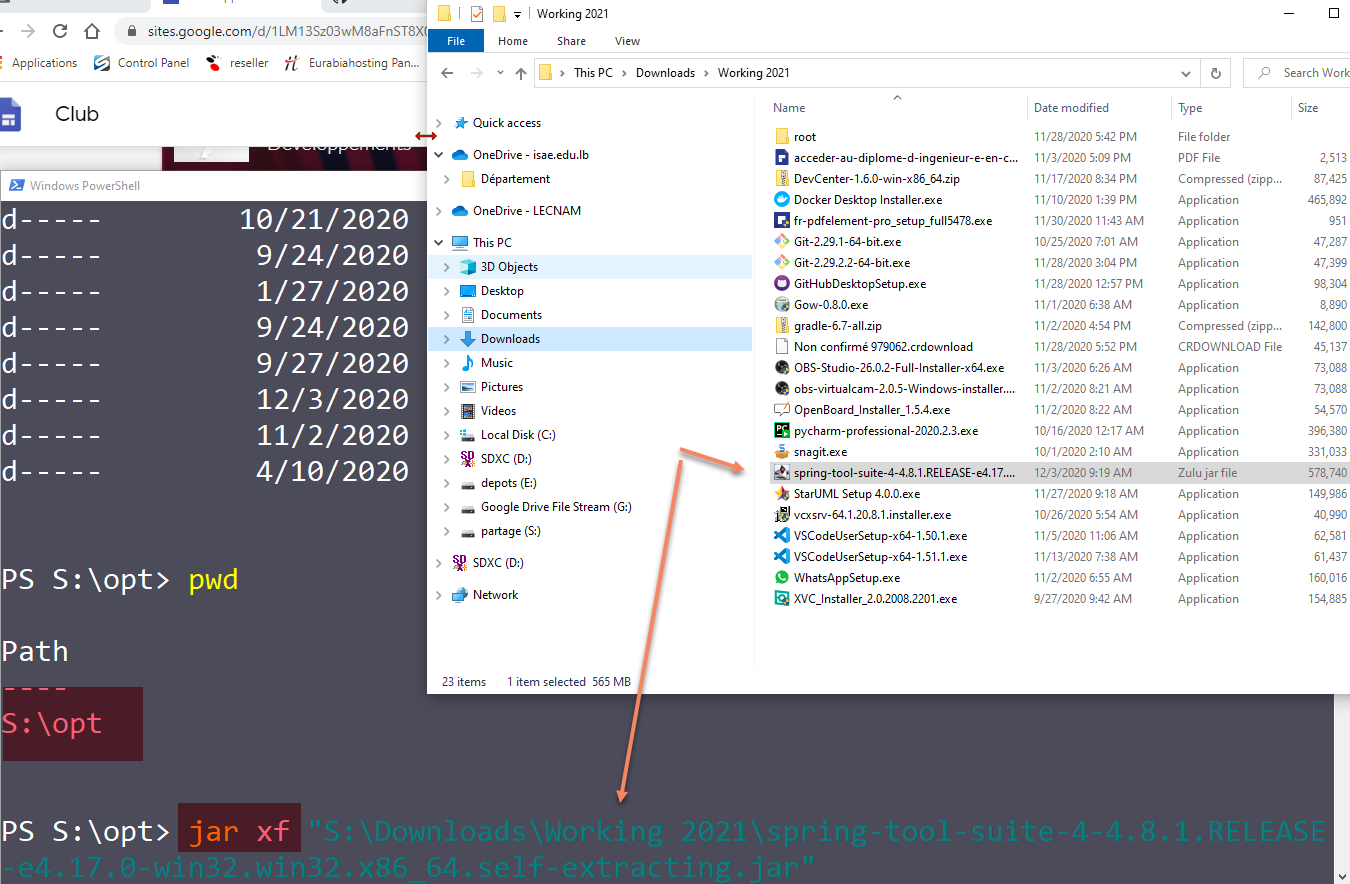 sites.google.com/d/1LM13Sz03wM8aFnST8X
Applications Control Panel reseller Eurabiahosting Pan...
Club
Développements
Working 2021
File Home Share View
This PC > Downloads > Working 2021
Search Work
Quick access
OneDrive - isae.edu.lb
Département
OneDrive - LECNAM
This PC
3D Objects
Desktop
Documents
Downloads
Music
Pictures
Videos
Local Disk (C:)
SDXC (D:)
depots (E:)
Google Drive File Stream (G:)
partage (S:)
SDXC (D:)
Network
Name Date modified Type Size
root 11/28/2020 5:42 PM File folder
acceder-au-diplome-d-ingenieur-e-en-c... 11/3/2020 5:09 PM PDF File 2,513
DevCenter-1.6.0-win-x86_64.zip 11/17/2020 8:34 PM Compressed (zipp... 87,425
Docker Desktop Installer.exe 11/10/2020 1:39 PM Application 465,892
fr-pdfelement-pro_setup_full5478.exe 11/30/2020 11:43 AM Application 951
Git-2.29.1-64-bit.exe 10/25/2020 7:01 AM Application 47,287
Git-2.29.2.2-64-bit.exe 11/28/2020 3:04 PM Application 47,399
GitHubDesktopSetup.exe 11/28/2020 12:57 PM Application 98,304
Gow-0.8.0.exe 11/1/2020 6:38 AM Application 8,890
gradle-6.7-all.zip 11/2/2020 4:54 PM Compressed (zipp... 142,800
Non confirmé 979062.crdownload 11/28/2020 5:52 PM CRDOWNLOAD File 45,137
OBS-Studio-26.0.2-Full-Installer-x64.exe 11/3/2020 6:26 AM Application 73,088
obs-virtualcam-2.0.5-Windows-installer.... 11/2/2020 8:21 AM Application 73,088
OpenBoard_Installer_1.5.4.exe 11/2/2020 8:22 AM Application 54,570
pycharm-professional-2020.2.3.exe 10/16/2020 12:17 AM Application 396,380
snagit.exe 10/1/2020 2:10 AM Application 331,033
spring-tool-suite-4-4.8.1.RELEASE-e4.17.... 12/3/2020 9:19 AM Zulu jar file 578,740
StarUML Setup 4.0.0.exe 11/27/2020 9:18 AM Application 149,986
vcxsrv-64.1.20.8.1.installer.exe 10/26/2020 5:54 AM Application 40,990
VSCodeUserSetup-x64-1.50.1.exe 11/5/2020 11:06 AM Application 62,581
VSCodeUserSetup-x64-1.51.1.exe 11/13/2020 7:38 AM Application 61,437
WhatsAppSetup.exe 11/2/2020 6:55 AM Application 160,016
XVC_Installer_2.0.2008.2201.exe 9/27/2020 9:42 AM Application 154,885
23 items 1 item selected 565 MB
Windows PowerShell
d----- 10/21/2020
d----- 9/24/2020
d----- 1/27/2020
d----- 9/24/2020
d----- 9/27/2020
d----- 12/3/2020
d----- 11/2/2020
d----- 4/10/2020
PS S:\opt> pwd
Path
----
S:\opt
PS S:\opt> jar xf "S:\Downloads\Working 2021\spring-tool-suite-4-4.8.1.RELEASE
-e4.17.0-win32.win32.x86_64.self-extracting.jar"